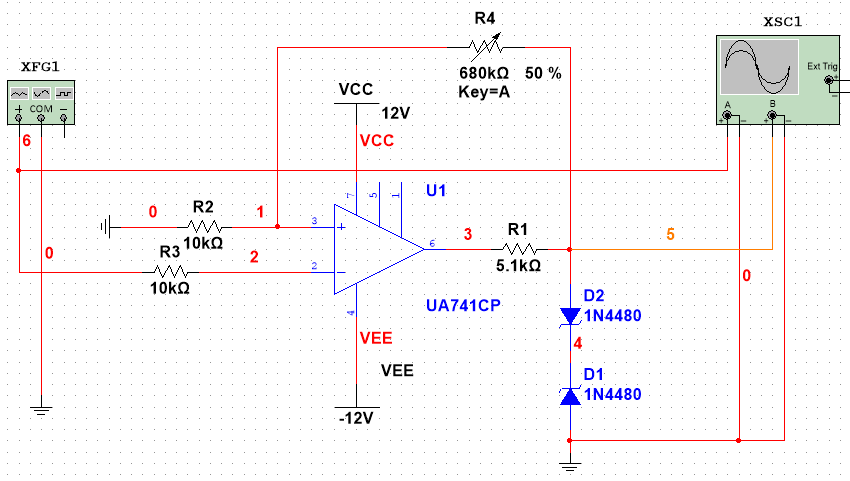 R4
XSC1
XFG1
680kΩ 50 %
Key=A
Ext Trig
+
−
VCC
12V
A
B
+ COM −
+ − + −
6
VCC
7
5
1
U1
0
R2
1
3
+
10kΩ
3
R1
5
6
R3
2
2
−
5.1kΩ
0
0
10kΩ
D2
UA741CP
1N4480
4
VEE
4
VEE
D1
1N4480
-12V